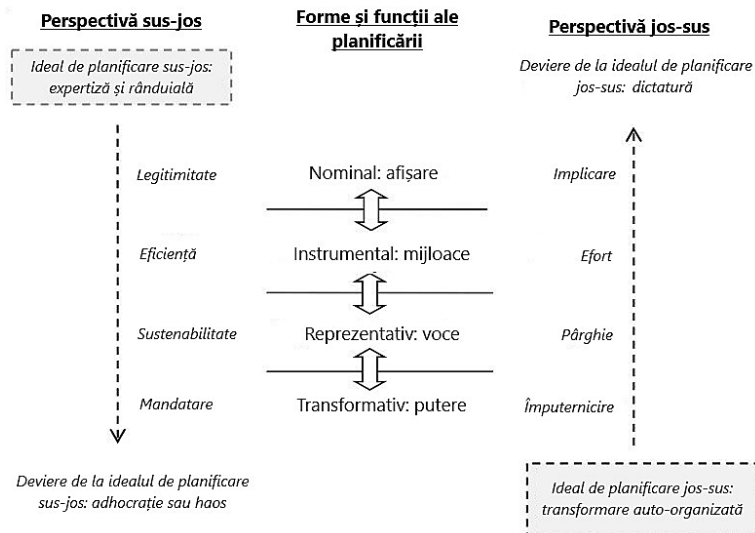 Perspectivă sus-jos
Forme și funcții ale
planificării
Perspectivă jos-sus
Ideal de planificare sus-jos:
expertiză și rânduială
Deviere de la idealul de planificare
jos-sus: dictatură
Legitimitate
Nominal: afișare
Implicare
Eficiență
Instrumental: mijloace
Efort
Sustenabilitate
Reprezentativ: voce
Pârghie
Mandatare
Transformativ: putere
Împuternicire
Deviere de la idealul de planificare
sus-jos: adhocrație sau haos
Ideal de planificare jos-sus:
transformare auto-organizată